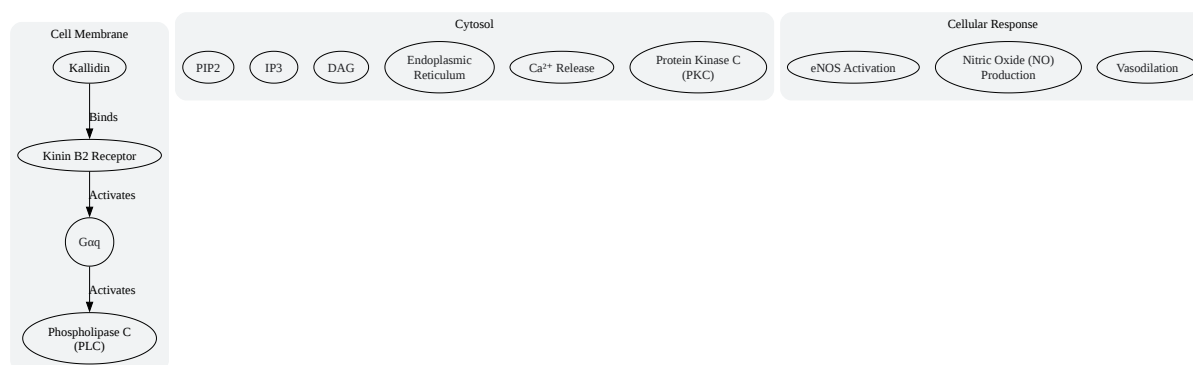 Cell Membrane
Kallidin
Binds
Kinin B2 Receptor
Activates
Gαq
Activates
Phospholipase C
(PLC)
Cytosol
PIP2
IP3
DAG
Endoplasmic
Reticulum
Ca²⁺ Release
Protein Kinase C
(PKC)
Cellular Response
eNOS Activation
Nitric Oxide (NO)
Production
Vasodilation